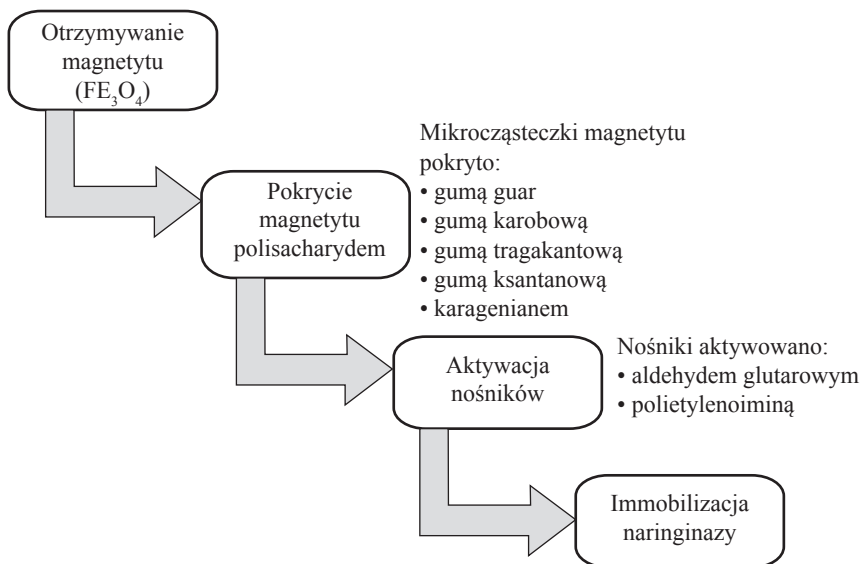 Otrzymywanie
magnetytu
(FE₃O₄)
Mikrocząsteczki magnetytu
pokryto:
• gumą guar
• gumą karobową
• gumą tragakantową
• gumą ksantanową
• karagenianem
Pokrycie
magnetytu
polisacharydem
Nośniki aktywowano:
• aldehydem glutarowym
• polietylenoiminą
Aktywacja
nośników
Immobilizacja
naringinazy